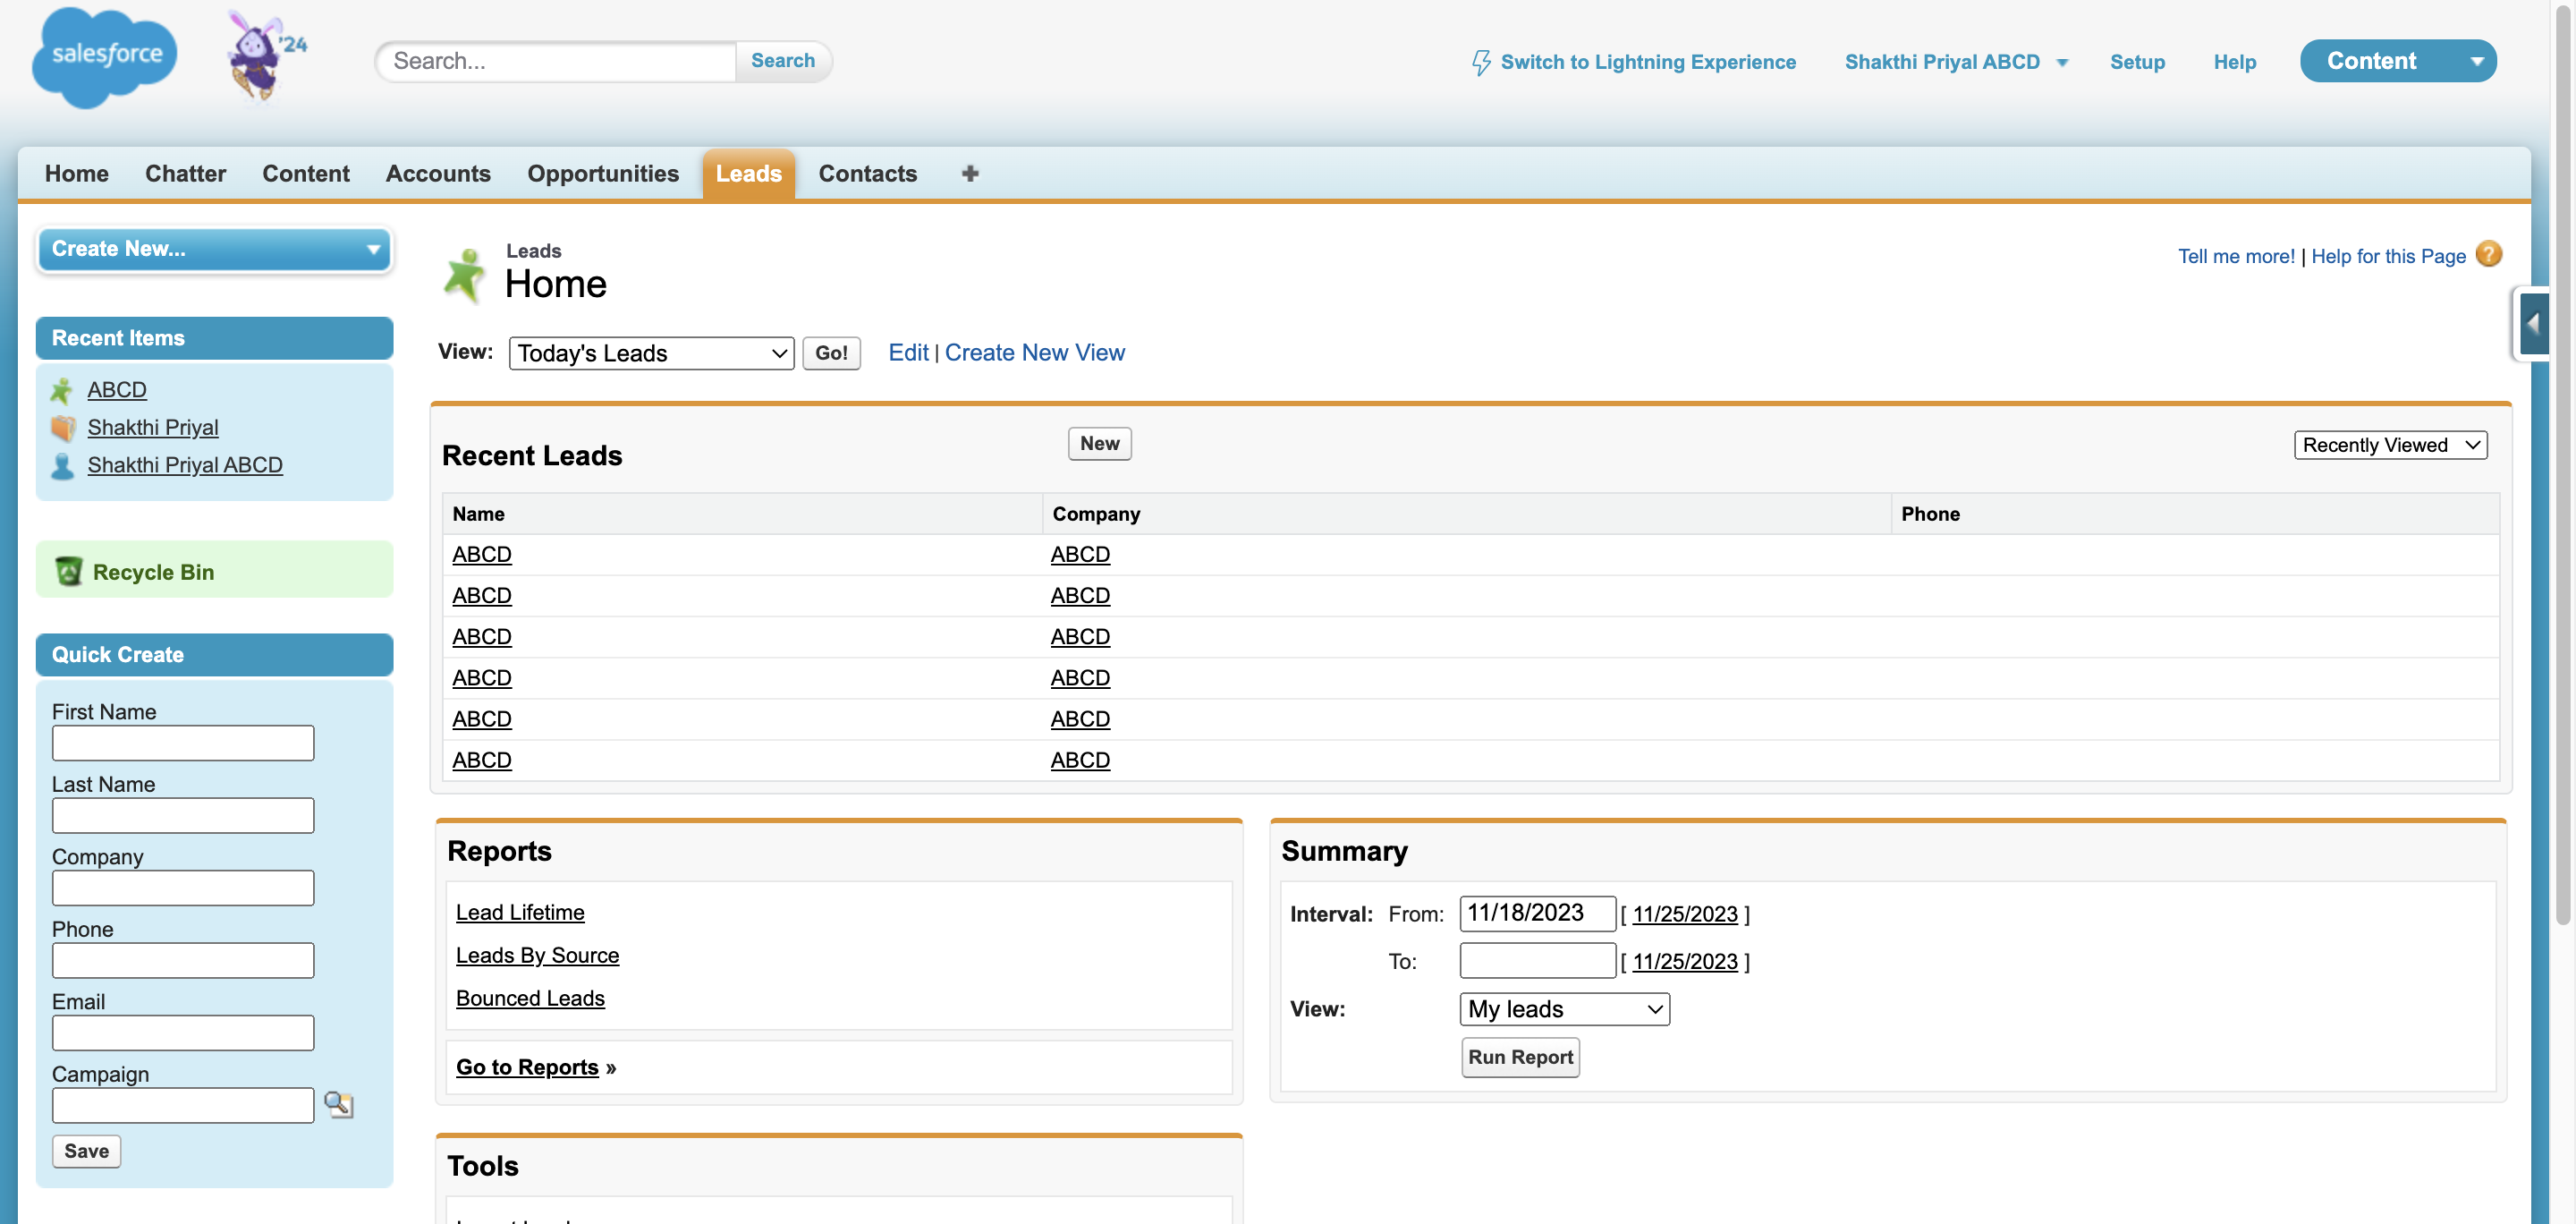 salesforce
'24
Search...
Search
Switch to Lightning Experience
Shakthi Priyal ABCD
Setup
Help
Content
Home
Chatter
Content
Accounts
Opportunities
Leads
Contacts
Create New...
Recent Items
ABCD
Shakthi Priyal
Shakthi Priyal ABCD
Recycle Bin
Quick Create
First Name
Last Name
Company
Phone
Email
Campaign
Save
Leads
Home
Tell me more! | Help for this Page
View: Today's Leads Go! Edit | Create New View
Recent Leads
New
Recently Viewed
Name Company Phone
ABCD ABCD
ABCD ABCD
ABCD ABCD
ABCD ABCD
ABCD ABCD
ABCD ABCD
Reports
Lead Lifetime
Leads By Source
Bounced Leads
Go to Reports »
Summary
Interval: From: 11/18/2023 [ 11/25/2023 ]
To: [ 11/25/2023 ]
View: My leads
Run Report
Tools